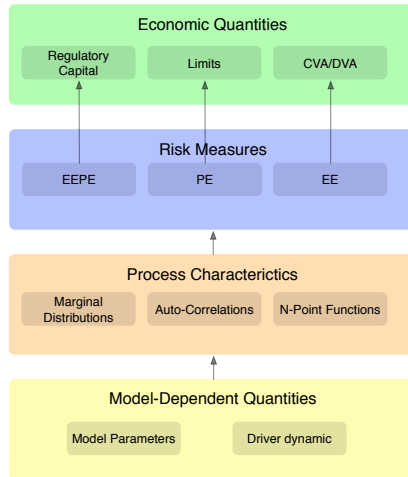 Economic Quantities
Regulatory
Capital
Limits
CVA/DVA
Risk Measures
EEPE
PE
EE
Process Characterictics
Marginal
Distributions
Auto-Correlations
N-Point Functions
Model-Dependent Quantities
Model Parameters
Driver dynamic